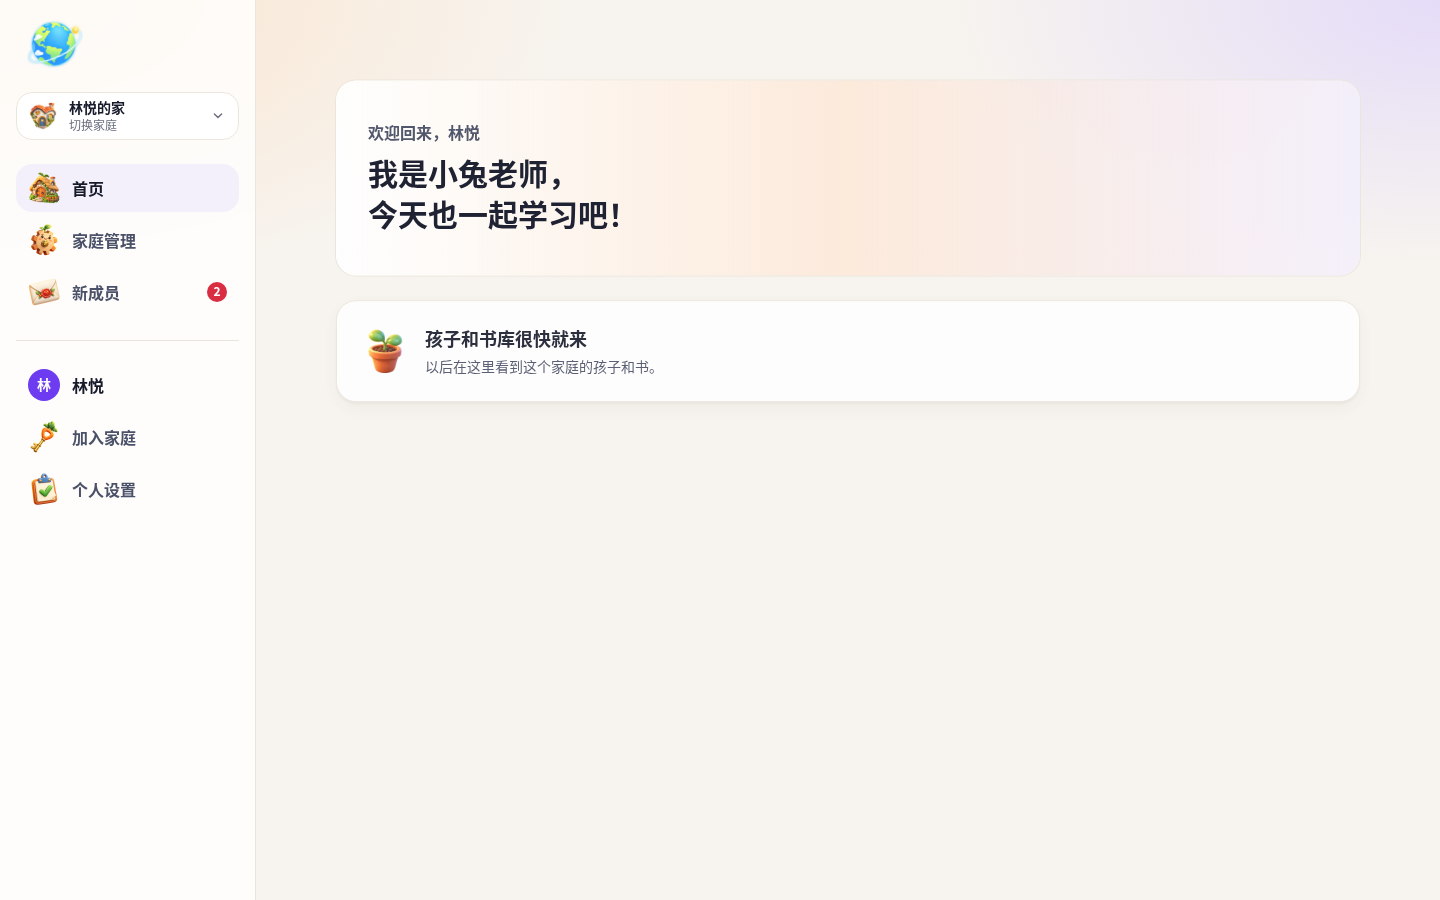 林悦的家
切换家庭
首页
家庭管理
新成员
2
林
林悦
加入家庭
个人设置
欢迎回来，林悦
我是小兔老师，
今天也一起学习吧！
孩子和书库很快就来
以后在这里看到这个家庭的孩子和书。